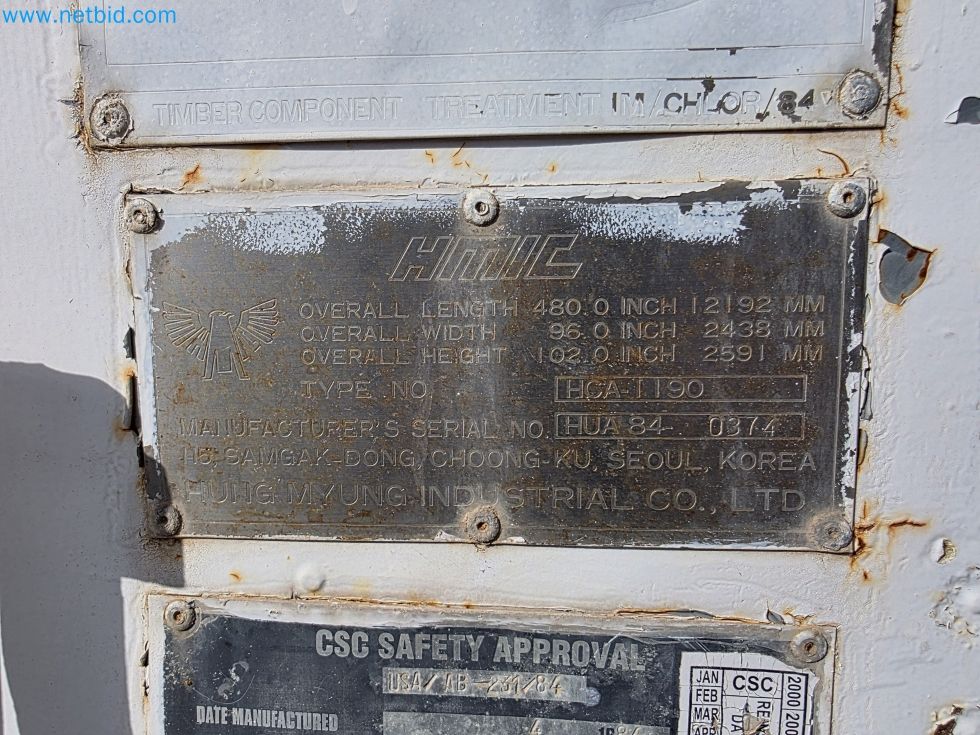 www.netbid.com
TIMBER COMPONENT TREATMENT IM/CHLOR/84
HMIC
OVERALL LENGTH 480.0 INCH 12192 MM
OVERALL WIDTH 96.0 INCH 2438 MM
OVERALL HEIGHT 102.0 INCH 2591 MM
TYPE NO. HCA-1190
MANUFACTURER'S SERIAL NO. HUA 84- 0374
115, SAMGAK-DONG, CHOONG-KU, SEOUL, KOREA
HUNG MYUNG INDUSTRIAL CO., LTD
CSC SAFETY APPROVAL
USA/AB-231/84
JAN CSC 2000
FEB
MAR
DATE MANUFACTURED 4 1984